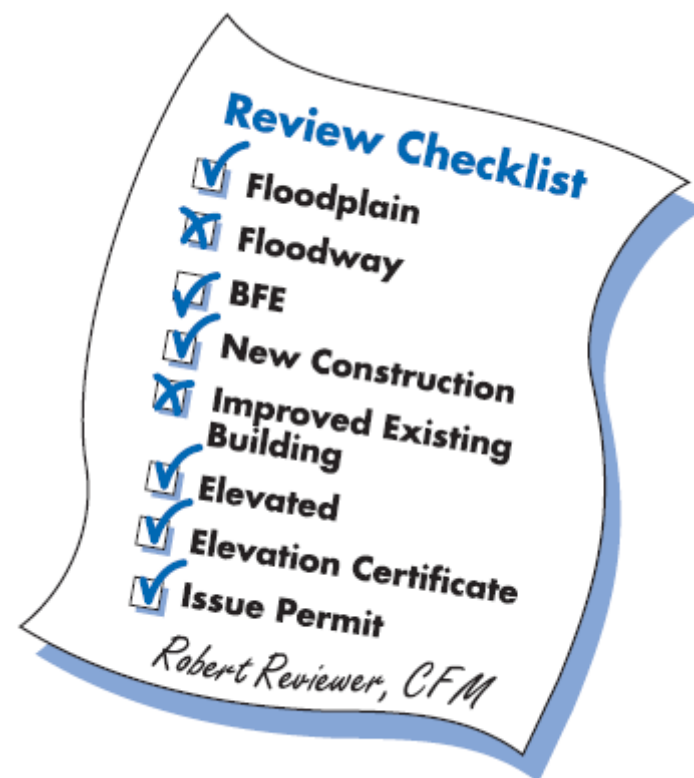 Review Checklist
Floodplain
Floodway
BFE
New Construction
Improved Existing
Building
Elevated
Elevation Certificate
Issue Permit
Robert Reviewer, CFM